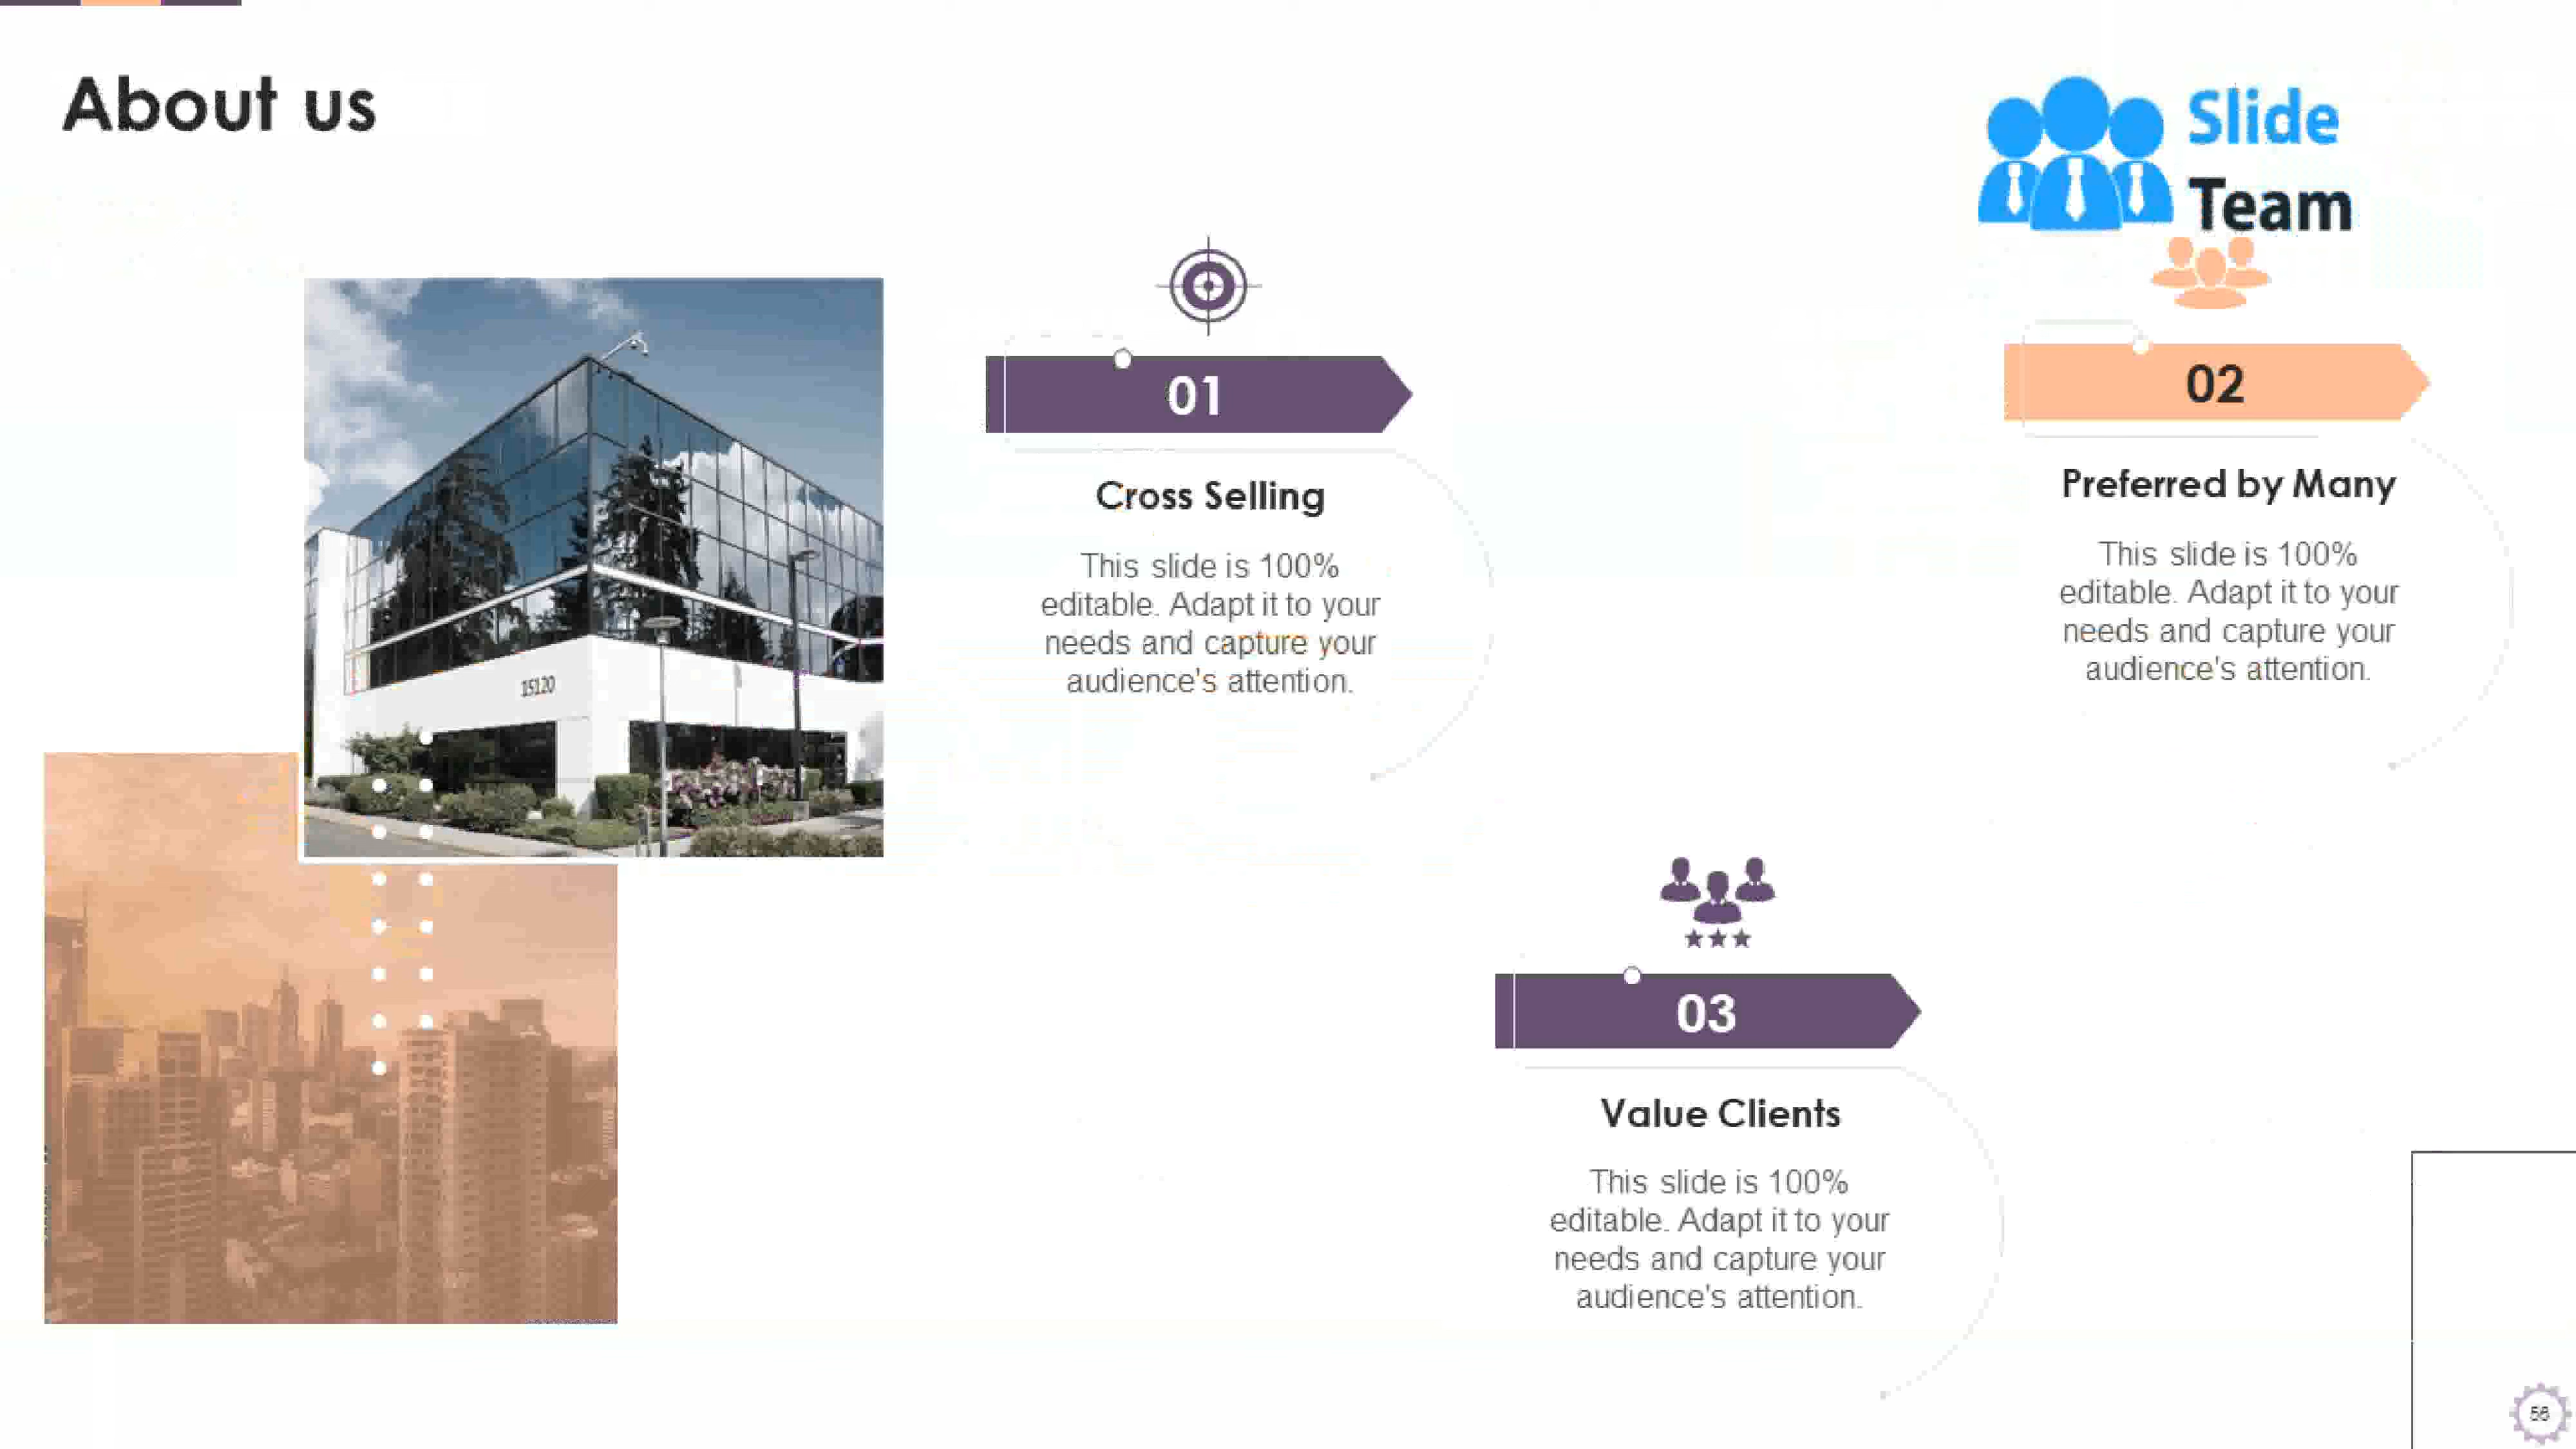 About us
Slide
Team
01
Cross Selling
This slide is 100%
editable. Adapt it to your
needs and capture your
audience's attention.
02
Preferred by Many
This slide is 100%
editable. Adapt it to your
needs and capture your
audience's attention.
15120
03
Value Clients
This slide is 100%
editable. Adapt it to your
needs and capture your
audience's attention.
56